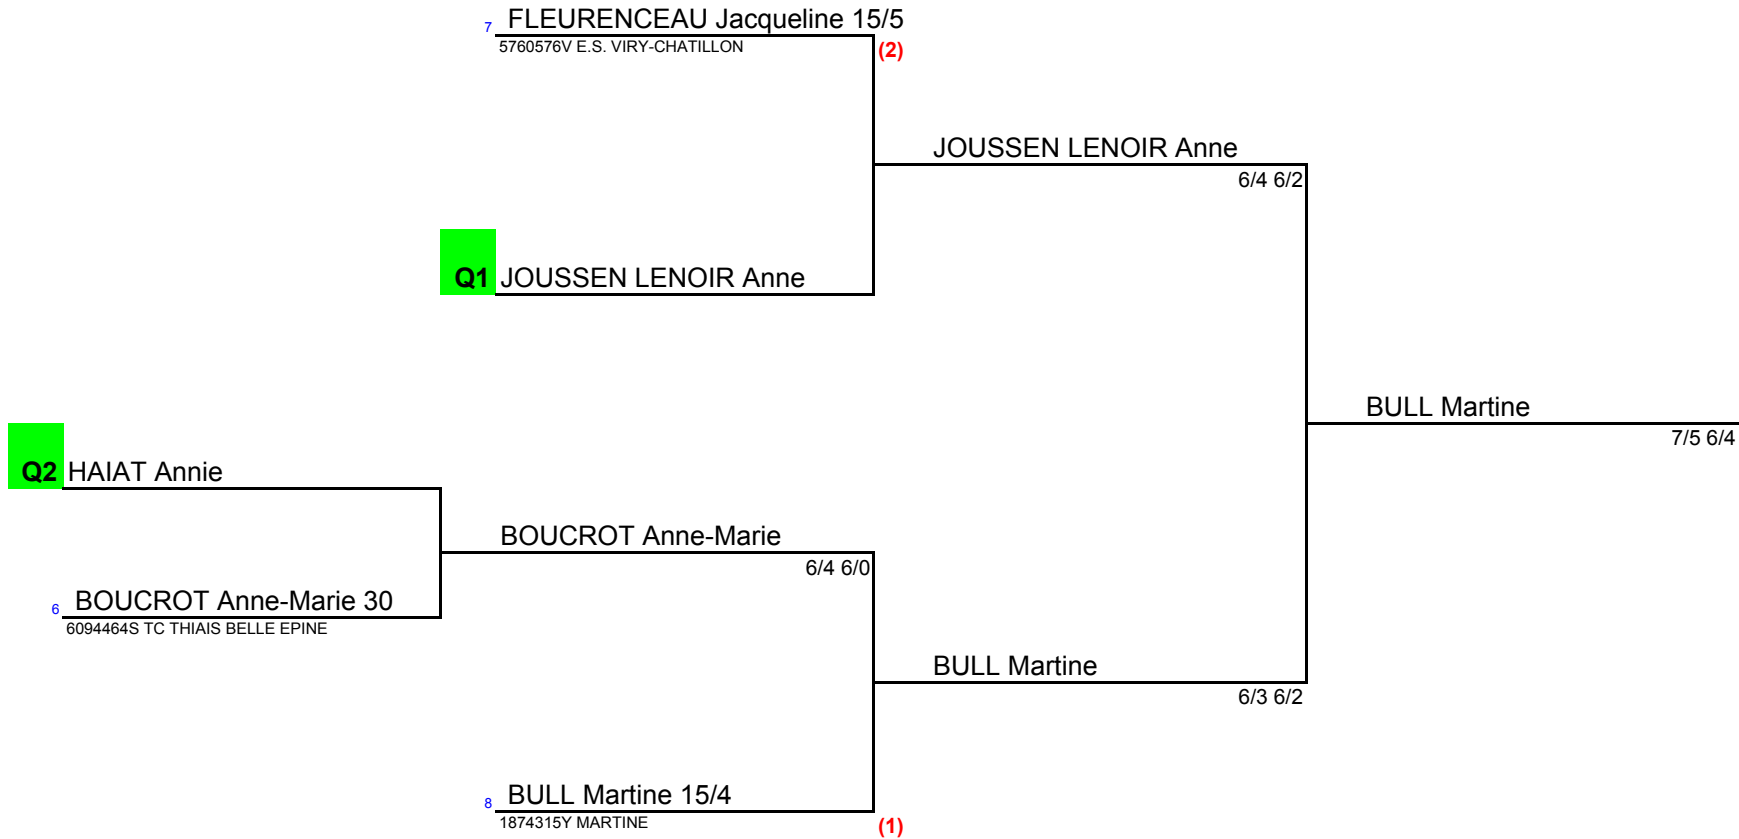 7 FLEURENCEAU Jacqueline 15/5
5760576V E.S. VIRY-CHATILLON
(2)
JOUSSEN LENOIR Anne
6/4 6/2
Q1 JOUSSEN LENOIR Anne
BULL Martine
7/5 6/4
Q2 HAIAT Annie
BOUCROT Anne-Marie
6/4 6/0
6 BOUCROT Anne-Marie 30
6094464S TC THIAIS BELLE EPINE
BULL Martine
6/3 6/2
8 BULL Martine 15/4
1874315Y MARTINE
(1)